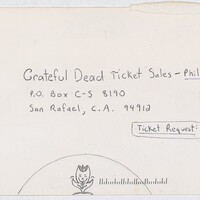 Grateful Dead Ticket Sales - Phil
P.O. Box C-S 8190
San Rafael, C.A. 94912
Ticket Request: